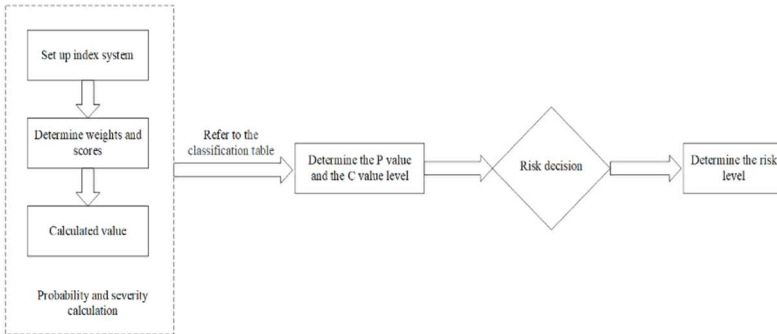 Set up index system
Determine weights and
scores
Calculated value
Probability and severity
calculation
Refer to the
classification table
Determine the P value
and the C value level
Risk decision
Determine the risk
level